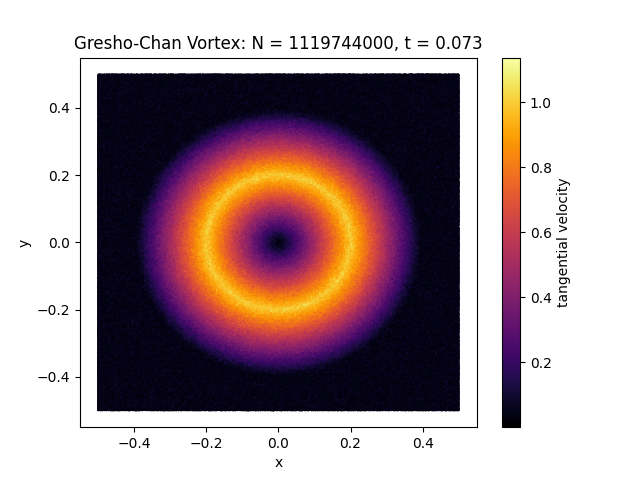 Gresho-Chan Vortex: N = 1119744000, t = 0.073
y
0.4
0.2
0.0
−0.2
−0.4
−0.4 −0.2 0.0 0.2 0.4
x
1.0
0.8
0.6
0.4
0.2
tangential velocity